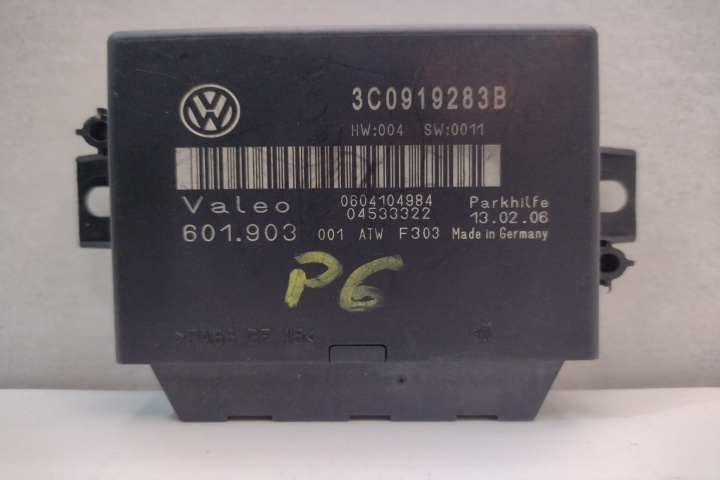 3C0919283B
HW:004 SW:0011
Valeo 0604104984 Parkhilfe
04533322 13.02.06
601.903 001 ATW F303 Made in Germany
P6